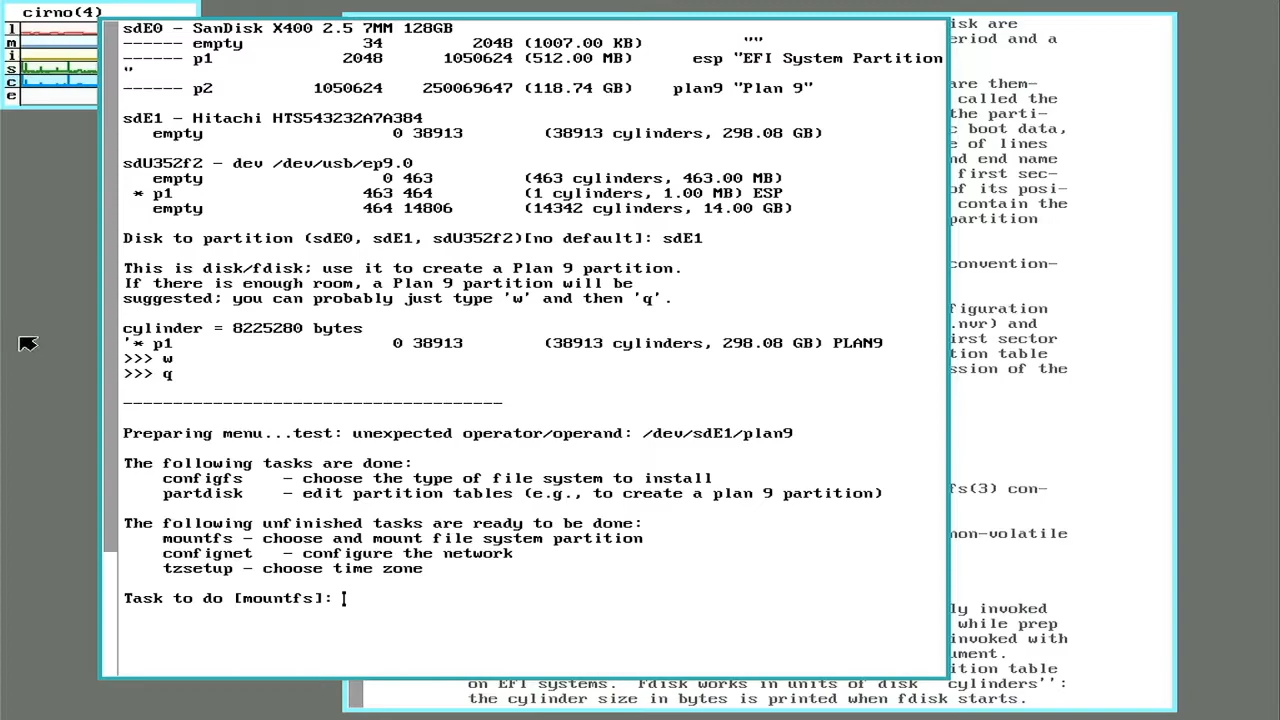 cirno(4)
l
m
i
s
c
e
sdE0 - SanDisk X400 2.5 7MM 128GB
------ empty 34 2048 (1007.00 KB) ""
------ p1 2048 1050624 (512.00 MB) esp "EFI System Partition
"
------ p2 1050624 250069647 (118.74 GB) plan9 "Plan 9"
sdE1 - Hitachi HTS543232A7A384
empty 0 38913 (38913 cylinders, 298.08 GB)
sdU352f2 - dev /dev/usb/ep9.0
empty 0 463 (463 cylinders, 463.00 MB)
* p1 463 464 (1 cylinders, 1.00 MB) ESP
empty 464 14806 (14342 cylinders, 14.00 GB)
Disk to partition (sdE0, sdE1, sdU352f2)[no default]: sdE1
This is disk/fdisk; use it to create a Plan 9 partition.
If there is enough room, a Plan 9 partition will be
suggested; you can probably just type 'w' and then 'q'.
cylinder = 8225280 bytes
'* p1 0 38913 (38913 cylinders, 298.08 GB) PLAN9
>>> w
>>> q
--------------------------------------
Preparing menu...test: unexpected operator/operand: /dev/sdE1/plan9
The following tasks are done:
configfs - choose the type of file system to install
partdisk - edit partition tables (e.g., to create a plan 9 partition)
The following unfinished tasks are ready to be done:
mountfs - choose and mount file system partition
confignet - configure the network
tzsetup - choose time zone
Task to do [mountfs]:
isk are
eriod and a
are them-
called the
the parti-
c boot data,
e of lines
nd end name
first sec-
of its posi-
contain the
partition
convention-
figuration
.nvr) and
irst sector
tion table
ssion of the
fs(3) con-
non-volatile
ly invoked
while prep
invoked with
ument.
ition table
on EFI systems. Fdisk works in units of disk ``cylinders'':
the cylinder size in bytes is printed when fdisk starts.